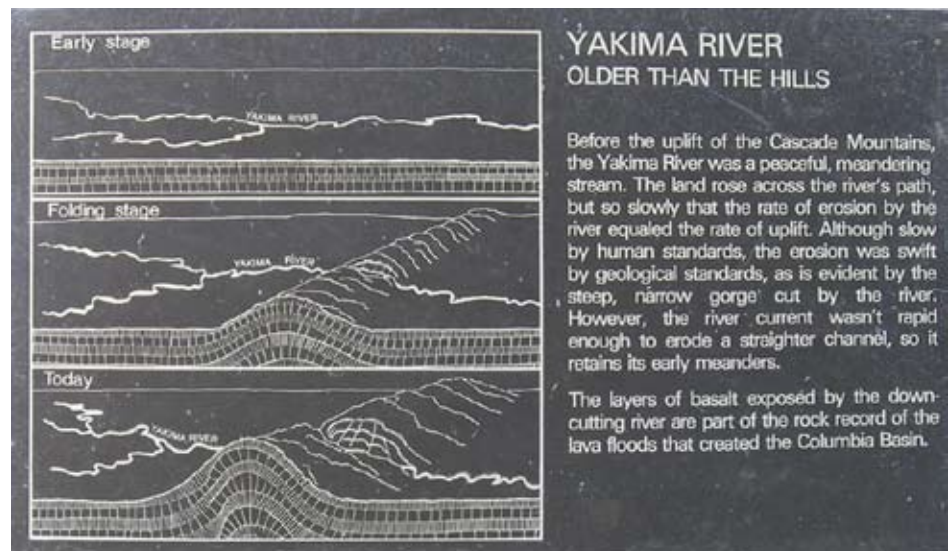 Early stage
YAKIMA RIVER
Folding stage
YAKIMA RIVER
Today
YAKIMA RIVER
YAKIMA RIVER
OLDER THAN THE HILLS
Before the uplift of the Cascade Mountains,
the Yakima River was a peaceful, meandering
stream. The land rose across the river's path,
but so slowly that the rate of erosion by the
river equaled the rate of uplift. Although slow
by human standards, the erosion was swift
by geological standards, as is evident by the
steep, narrow gorge cut by the river.
However, the river current wasn't rapid
enough to erode a straighter channel, so it
retains its early meanders.
The layers of basalt exposed by the down-
cutting river are part of the rock record of the
lava floods that created the Columbia Basin.